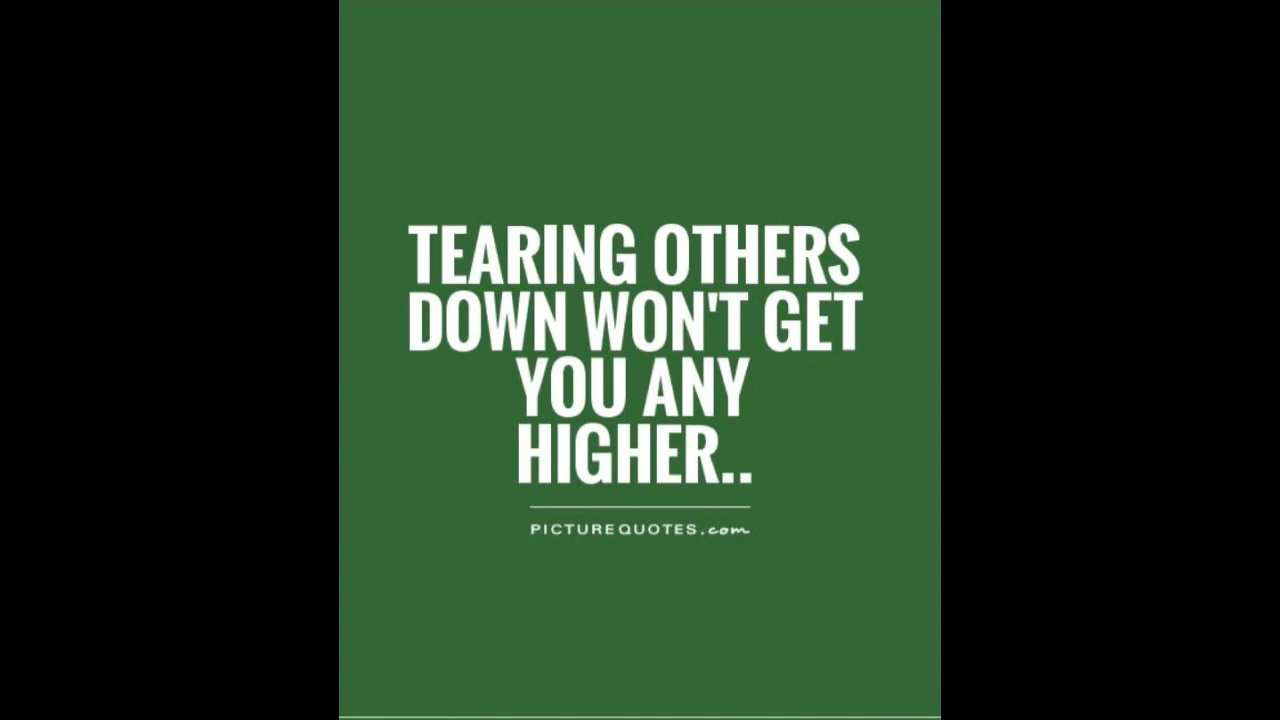 TEARING OTHERS
DOWN WON'T GET
YOU ANY
HIGHER..
PICTUREQUOTES.com